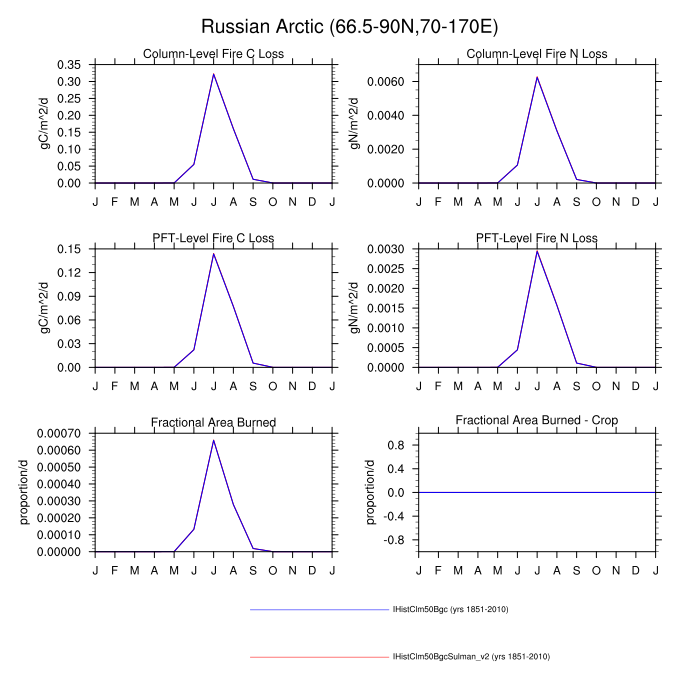 Russian Arctic (66.5-90N,70-170E)
Column-Level Fire C Loss
gC/m^2/d
0.35
0.30
0.25
0.20
0.15
0.10
0.05
0.00
J F M A M J J A S O N D J
Column-Level Fire N Loss
gN/m^2/d
0.0060
0.0040
0.0020
0.0000
J F M A M J J A S O N D J
PFT-Level Fire C Loss
gC/m^2/d
0.15
0.12
0.09
0.06
0.03
0.00
J F M A M J J A S O N D J
PFT-Level Fire N Loss
gN/m^2/d
0.0030
0.0025
0.0020
0.0015
0.0010
0.0005
0.0000
J F M A M J J A S O N D J
Fractional Area Burned
proportion/d
0.00070
0.00060
0.00050
0.00040
0.00030
0.00020
0.00010
0.00000
J F M A M J J A S O N D J
Fractional Area Burned - Crop
proportion/d
0.8
0.4
0.0
-0.4
-0.8
J F M A M J J A S O N D J
IHistClm50Bgc (yrs 1851-2010)
IHistClm50BgcSulman_v2 (yrs 1851-2010)